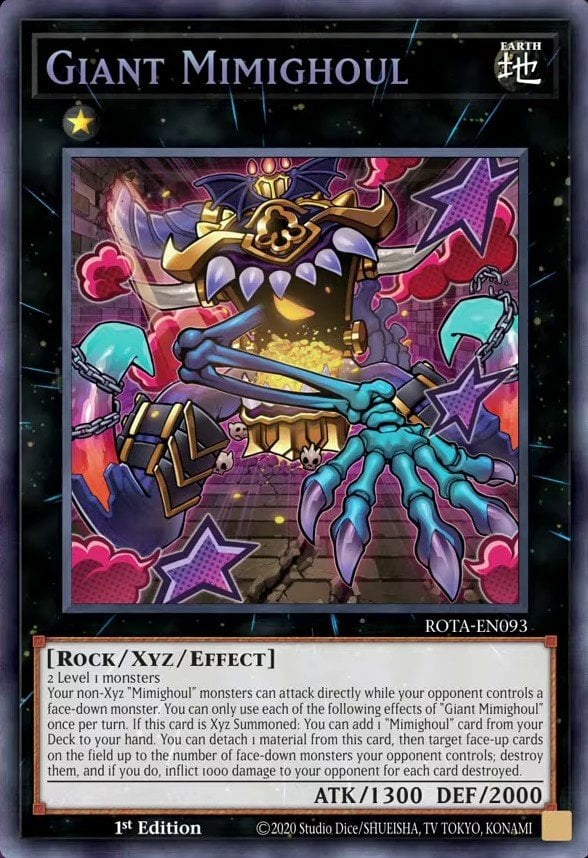 GIANT MIMIGHOUL
EARTH
地
ROTA-EN093
[ROCK/XYZ/EFFECT]
2 Level 1 monsters
Your non-Xyz "Mimighoul" monsters can attack directly while your opponent controls a
face-down monster. You can only use each of the following effects of "Giant Mimighoul"
once per turn. If this card is Xyz Summoned: You can add 1 "Mimighoul" card from your
Deck to your hand. You can detach 1 material from this card, then target face-up cards
on the field up to the number of face-down monsters your opponent controls; destroy
them, and if you do, inflict 1000 damage to your opponent for each card destroyed.
ATK/1300 DEF/2000
1st Edition
©2020 Studio Dice/SHUEISHA, TV TOKYO, KONAMI